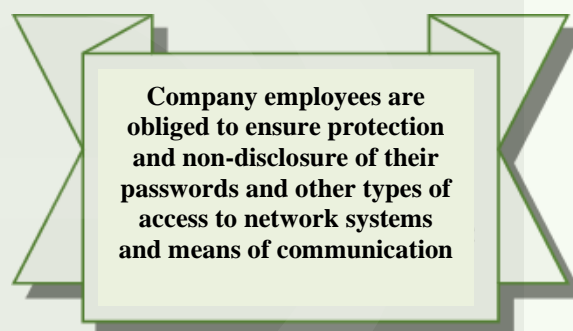 Company employees are
obliged to ensure protection
and non-disclosure of their
passwords and other types of
access to network systems
and means of communication